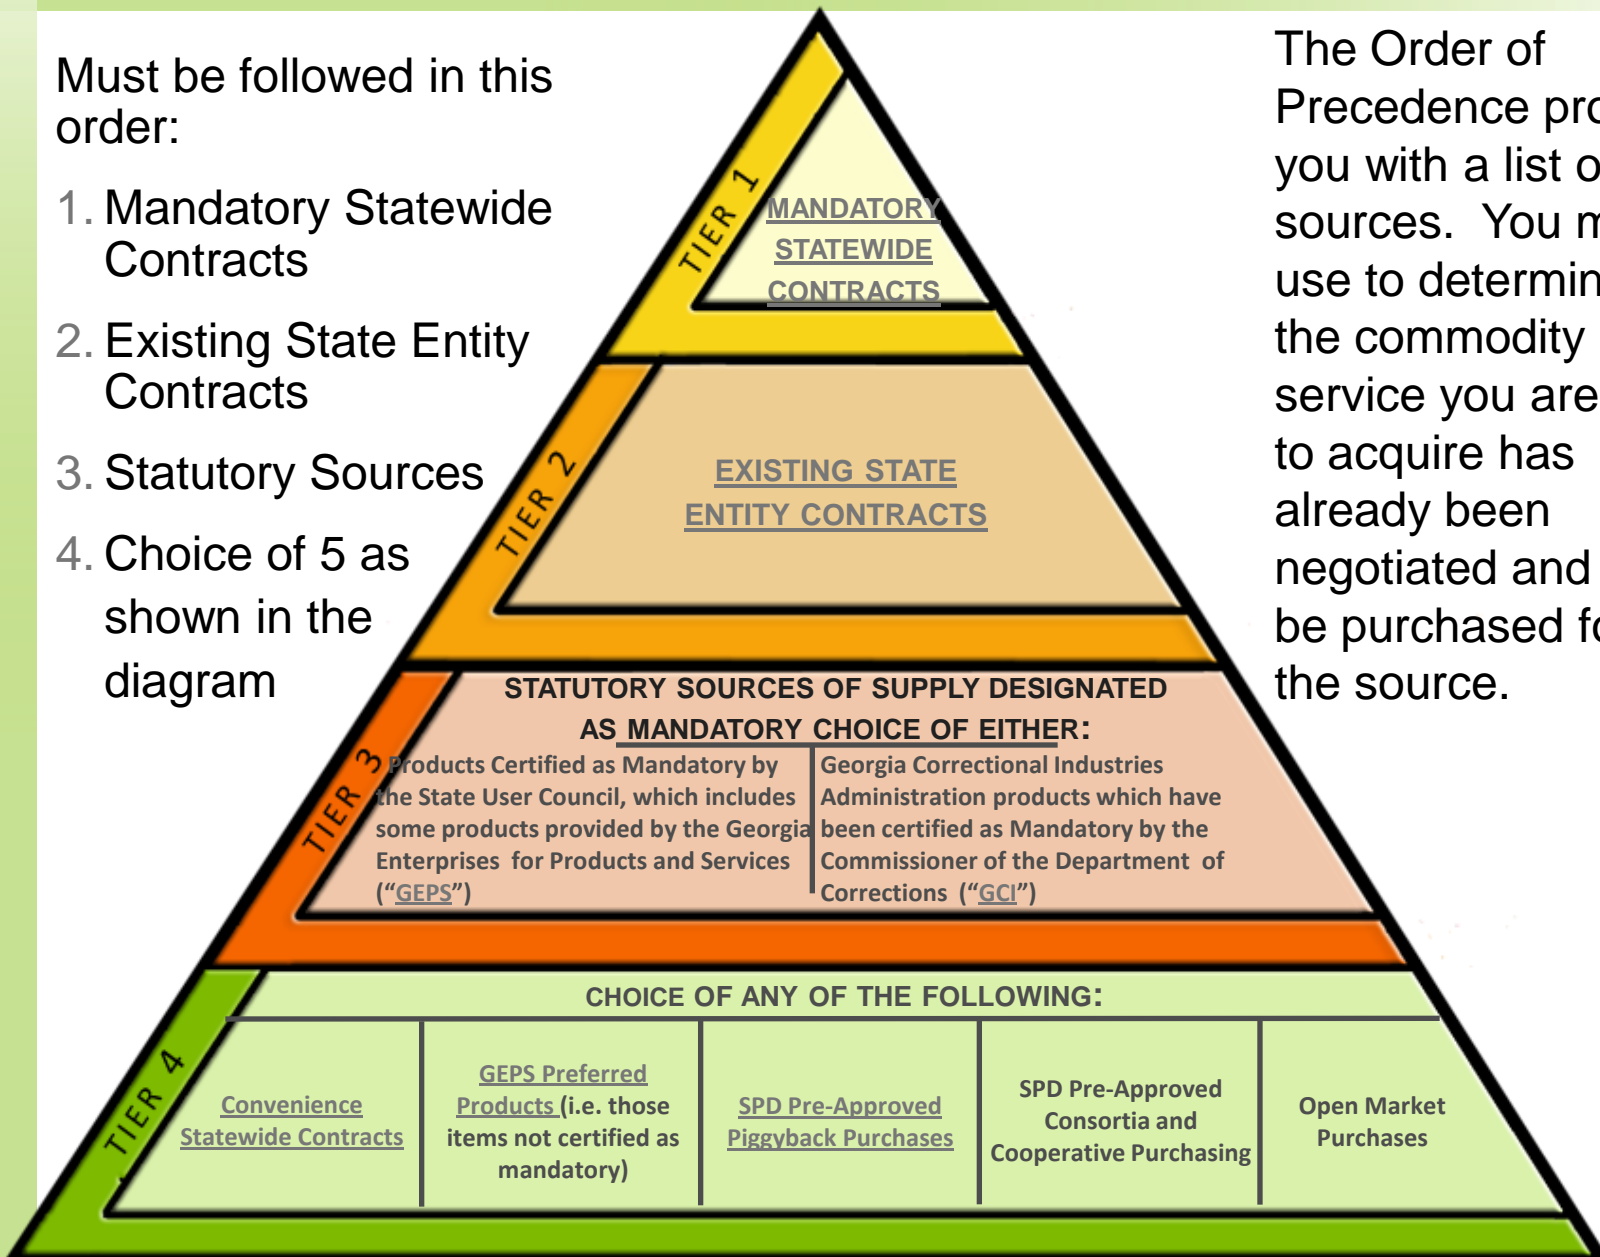 Must be followed in this
order:
1. Mandatory Statewide
Contracts
2. Existing State Entity
Contracts
3. Statutory Sources
4. Choice of 5 as
shown in the
diagram
The Order of
Precedence
you with a list
sources. You
use to
the commodity
service you are
to acquire has
already been
negotiated and
be purchased
the source.
TIER 1
MANDATORY
STATEWIDE
CONTRACTS
TIER 2
EXISTING STATE
ENTITY CONTRACTS
TIER 3
STATUTORY SOURCES OF SUPPLY DESIGNATED
AS MANDATORY CHOICE OF EITHER:
Products Certified as Mandatory by
the State User Council, which includes
some products provided by the Georgia
Enterprises for Products and Services
(“GEPS”)
Georgia Correctional Industries
Administration products which have
been certified as Mandatory by the
Commissioner of the Department of
Corrections (“GCI”)
TIER 4
CHOICE OF ANY OF THE FOLLOWING:
Convenience
Statewide Contracts
GEPS Preferred
Products (i.e. those
items not certified as
mandatory)
SPD Pre-Approved
Piggyback Purchases
SPD Pre-Approved
Consortia and
Cooperative Purchasing
Open Market
Purchases